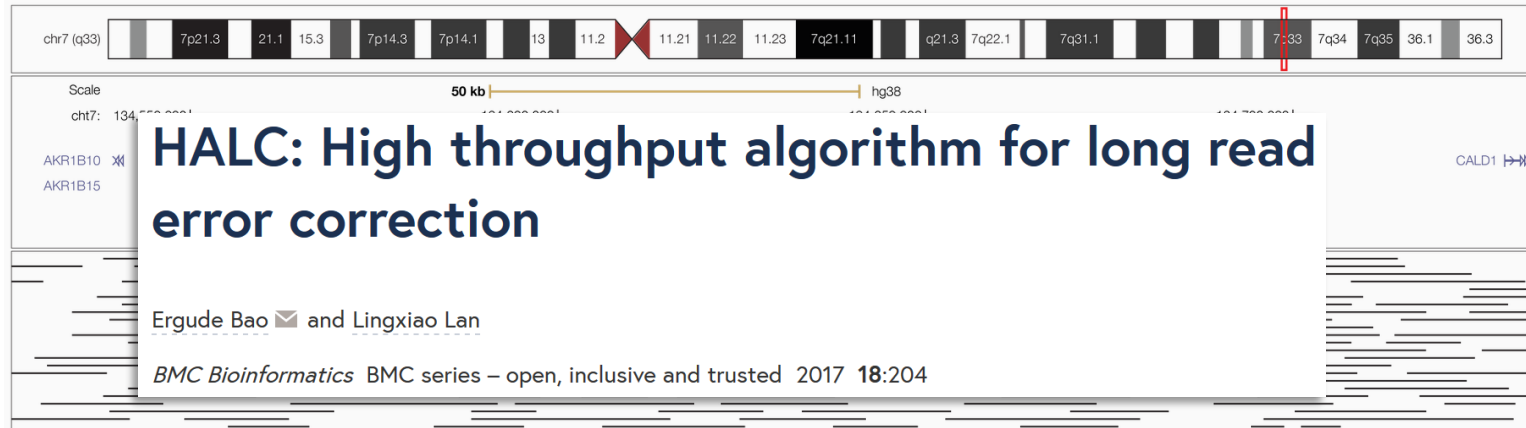 chr7 (q33) 7p21.3 21.1 15.3 7p14.3 7p14.1 13 11.2 11.21 11.22 11.23 7q21.11 q21.3 7q22.1 7q31.1 7q33 7q34 7q35 36.1 36.3
Scale 50 kb hg38
cht7:
AKR1B10 CALD1
AKR1B15
HALC: High throughput algorithm for long read
error correction
Ergude Bao and Lingxiao Lan
BMC Bioinformatics BMC series – open, inclusive and trusted 2017 18:204